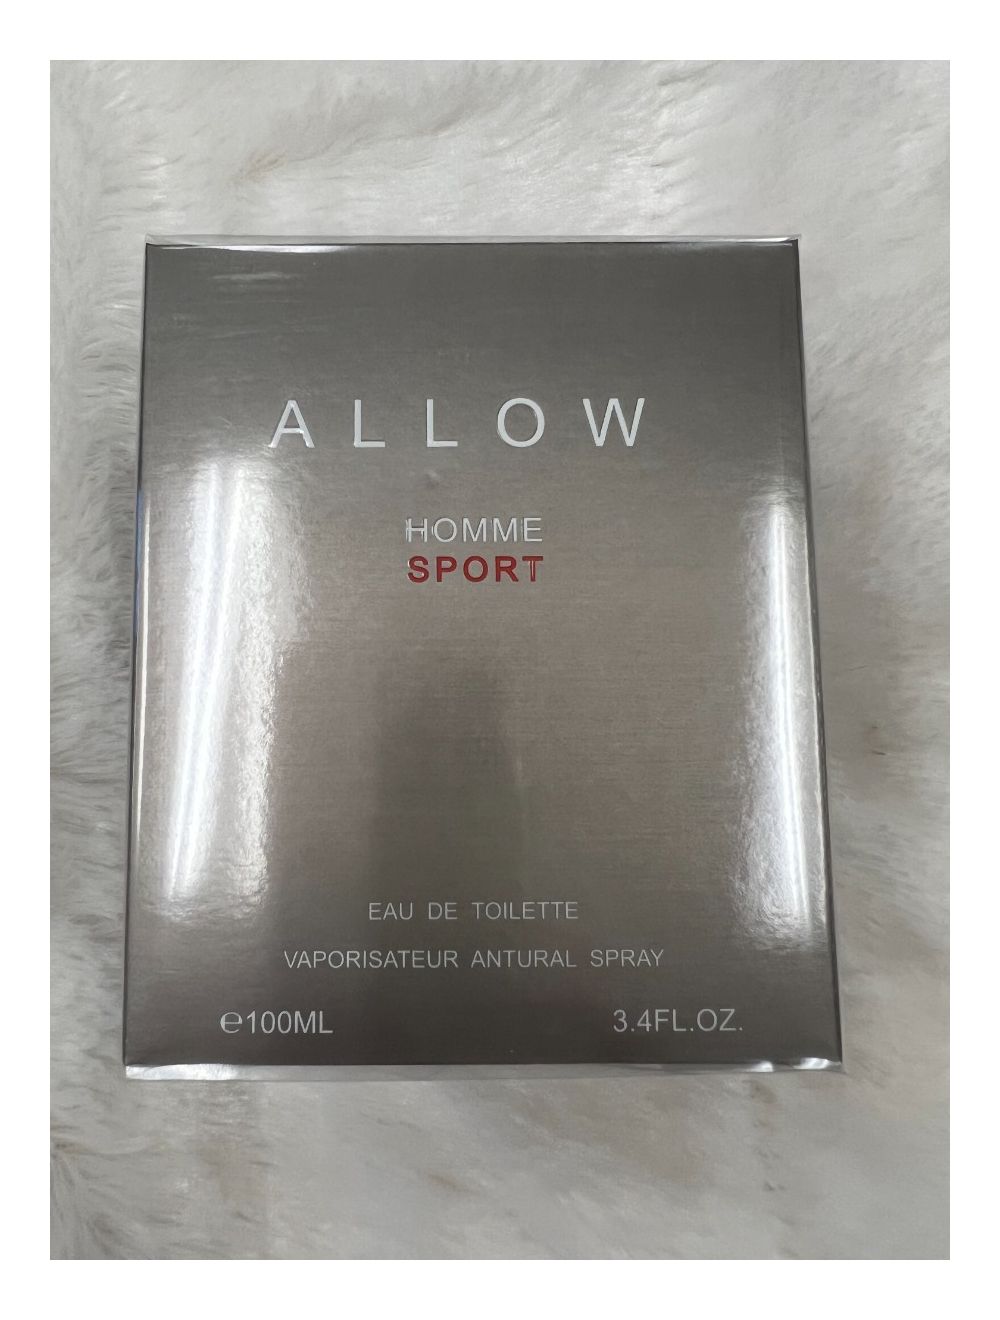 ALLOW
HOMME
SPORT
EAU DE TOILETTE
VAPORISATEUR ANTURAL SPRAY
℮100ML 3.4FL.OZ.